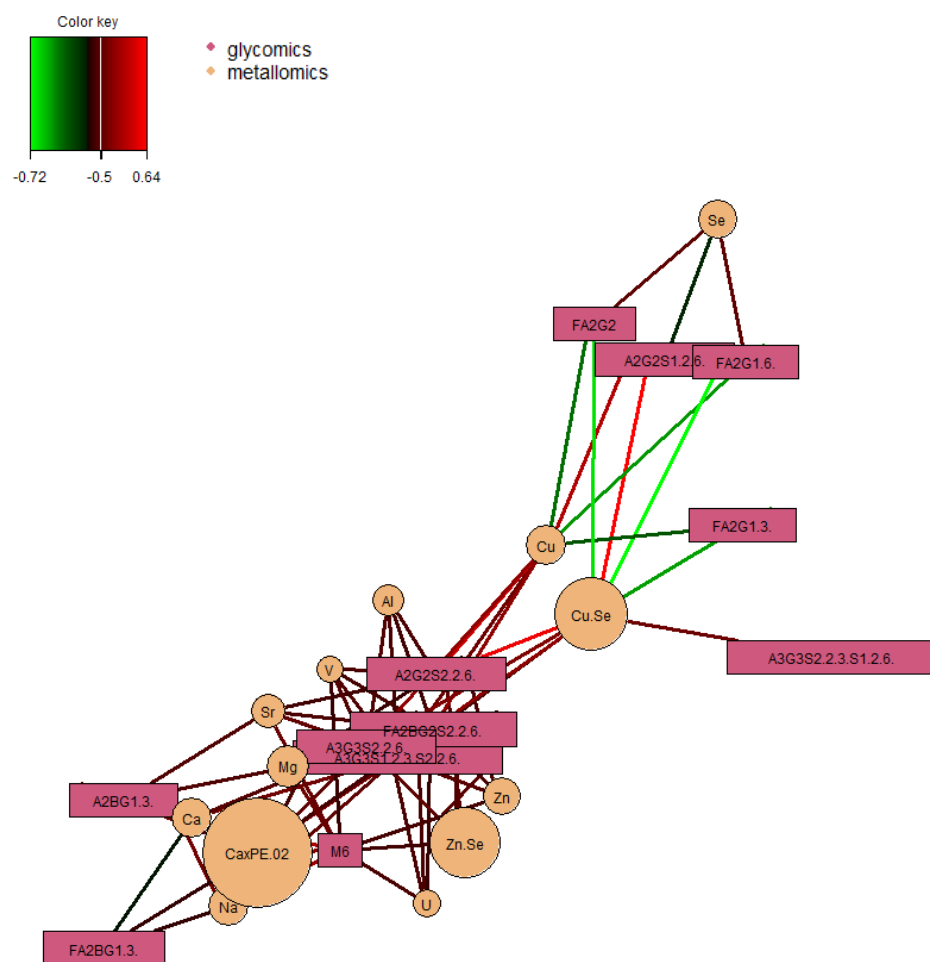 Color key
glycomics
metallomics
-0.72 -0.5 0.64
Se
FA2G2
A2G2S1.2.6.
FA2G1.6.
FA2G1.3.
Cu
Al
Cu.Se
A3G3S2.2.3.S1.2.6.
V
A2G2S2.2.6.
Sr
FA2BG2S2.2.6.
A3G3S2.2.6.
A3G3S1.2.3.S2.2.6.
Mg
A2BG1.3.
Zn
Ca
CaxPE.02
M6
Zn.Se
Na
U
FA2BG1.3.